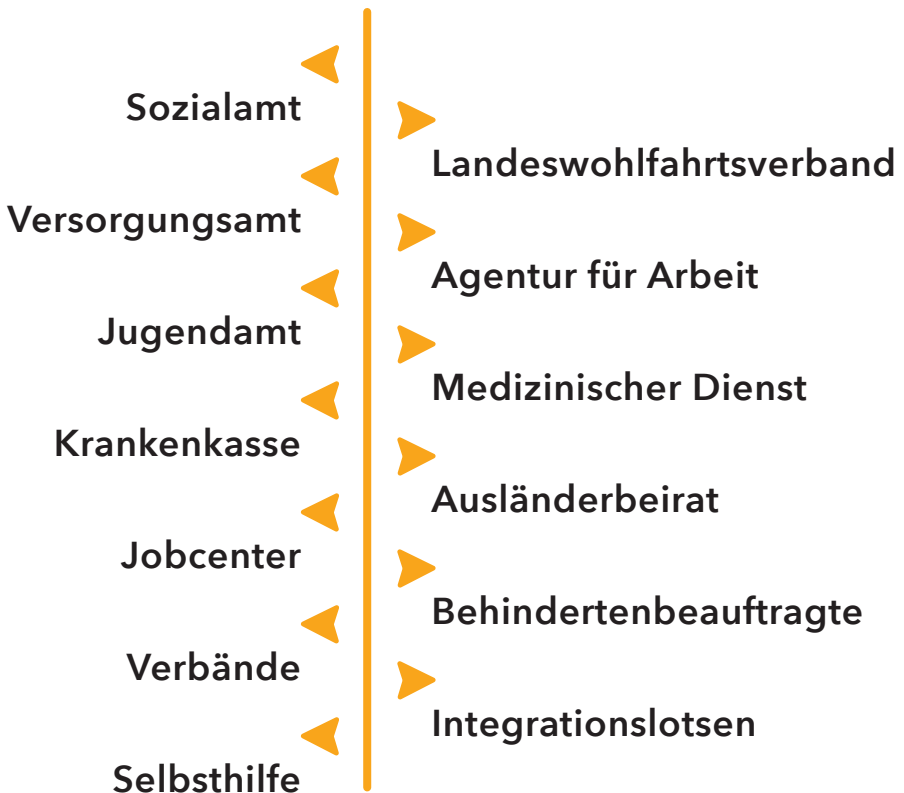 Sozialamt
Landeswohlfahrtsverband
Versorgungsamt
Agentur für Arbeit
Jugendamt
Medizinischer Dienst
Krankenkasse
Ausländerbeirat
Jobcenter
Behindertenbeauftragte
Verbände
Integrationslotsen
Selbsthilfe